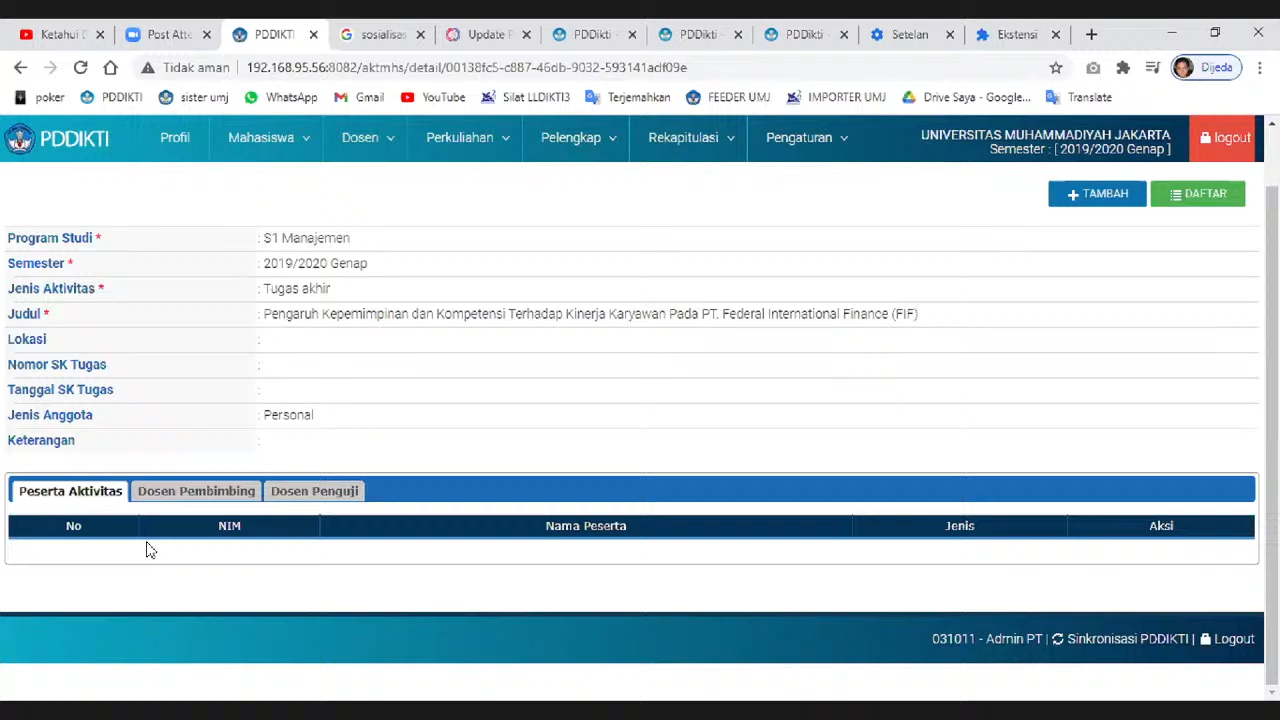 Ketahui D
Post Atte
PDDIKTI
sosialisas
Update P
PDDikti -
PDDikti -
PDDikti -
Setelan
Ekstensi
Tidak aman
192.168.95.56:8082/aktmhs/detail/00138fc5-c887-46db-9032-593141adf09e
Dijeda
poker
PDDIKTI
sister umj
WhatsApp
Gmail
YouTube
Silat LLDIKTI3
Terjemahkan
FEEDER UMJ
IMPORTER UMJ
Drive Saya - Google...
Translate
PDDIKTI
Profil
Mahasiswa
Dosen
Perkuliahan
Pelengkap
Rekapitulasi
Pengaturan
UNIVERSITAS MUHAMMADIYAH JAKARTA
Semester : [ 2019/2020 Genap ]
logout
TAMBAH
DAFTAR
Program Studi * : S1 Manajemen
Semester * : 2019/2020 Genap
Jenis Aktivitas * : Tugas akhir
Judul * : Pengaruh Kepemimpinan dan Kompetensi Terhadap Kinerja Karyawan Pada PT. Federal International Finance (FIF)
Lokasi :
Nomor SK Tugas :
Tanggal SK Tugas :
Jenis Anggota : Personal
Keterangan :
Peserta Aktivitas
Dosen Pembimbing
Dosen Penguji
No NIM Nama Peserta Jenis Aksi
031011 - Admin PT | Sinkronisasi PDDIKTI | Logout